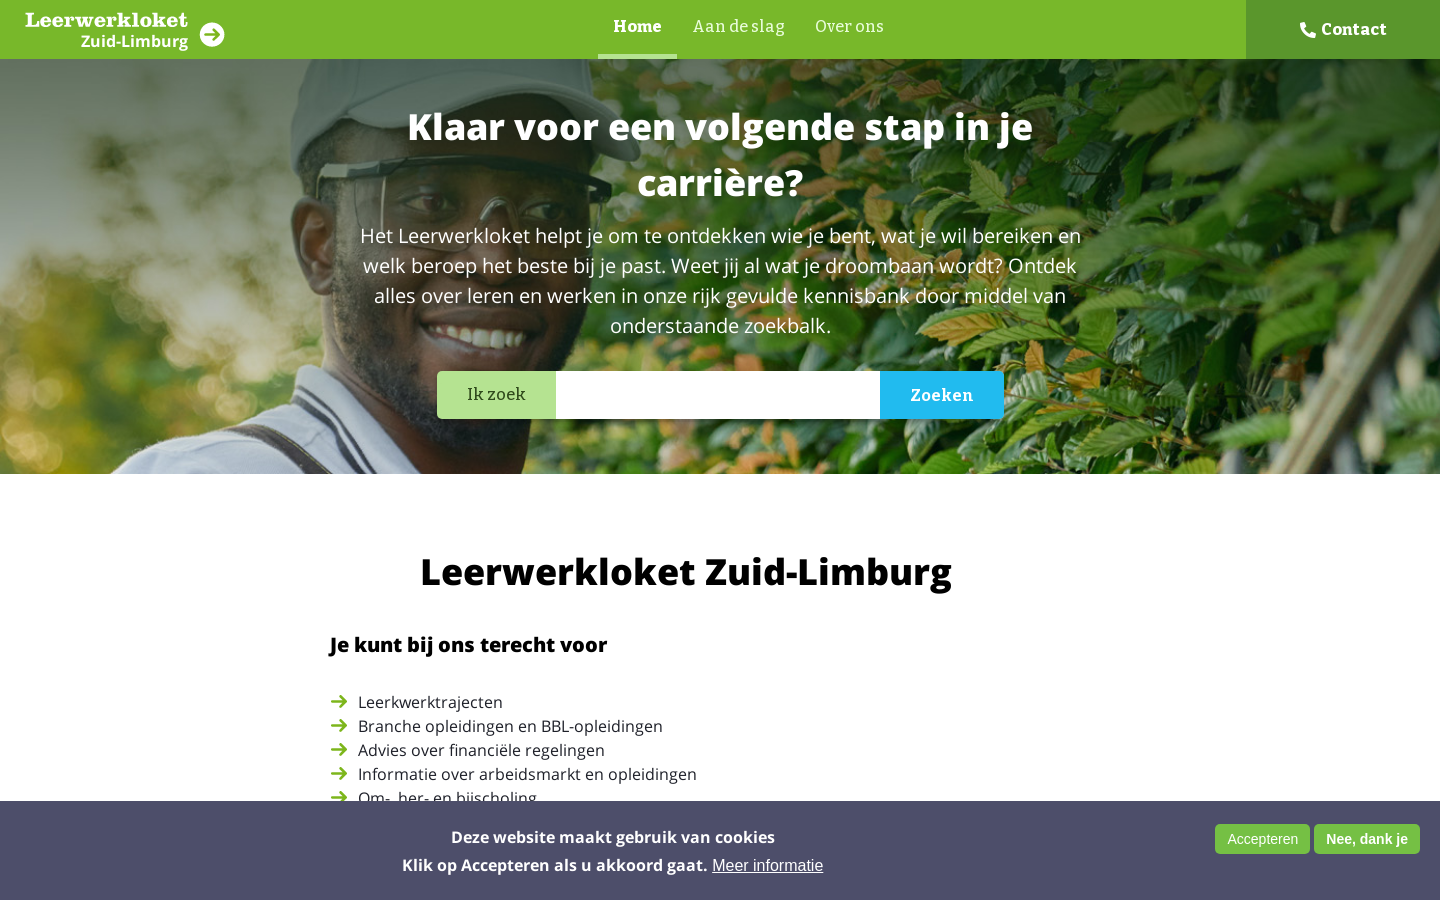 Leerwerkloket
Zuid-Limburg
Home
Aan de slag
Over ons
Contact
Klaar voor een volgende stap in je
carrière?
Het Leerwerkloket helpt je om te ontdekken wie je bent, wat je wil bereiken en
welk beroep het beste bij je past. Weet jij al wat je droombaan wordt? Ontdek
alles over leren en werken in onze rijk gevulde kennisbank door middel van
onderstaande zoekbalk.
Ik zoek
Zoeken
Leerwerkloket Zuid-Limburg
Je kunt bij ons terecht voor
Leerkwerktrajecten
Branche opleidingen en BBL-opleidingen
Advies over financiële regelingen
Informatie over arbeidsmarkt en opleidingen
Om-, her- en bijscholing
Deze website maakt gebruik van cookies
Klik op Accepteren als u akkoord gaat. Meer informatie
Accepteren
Nee, dank je